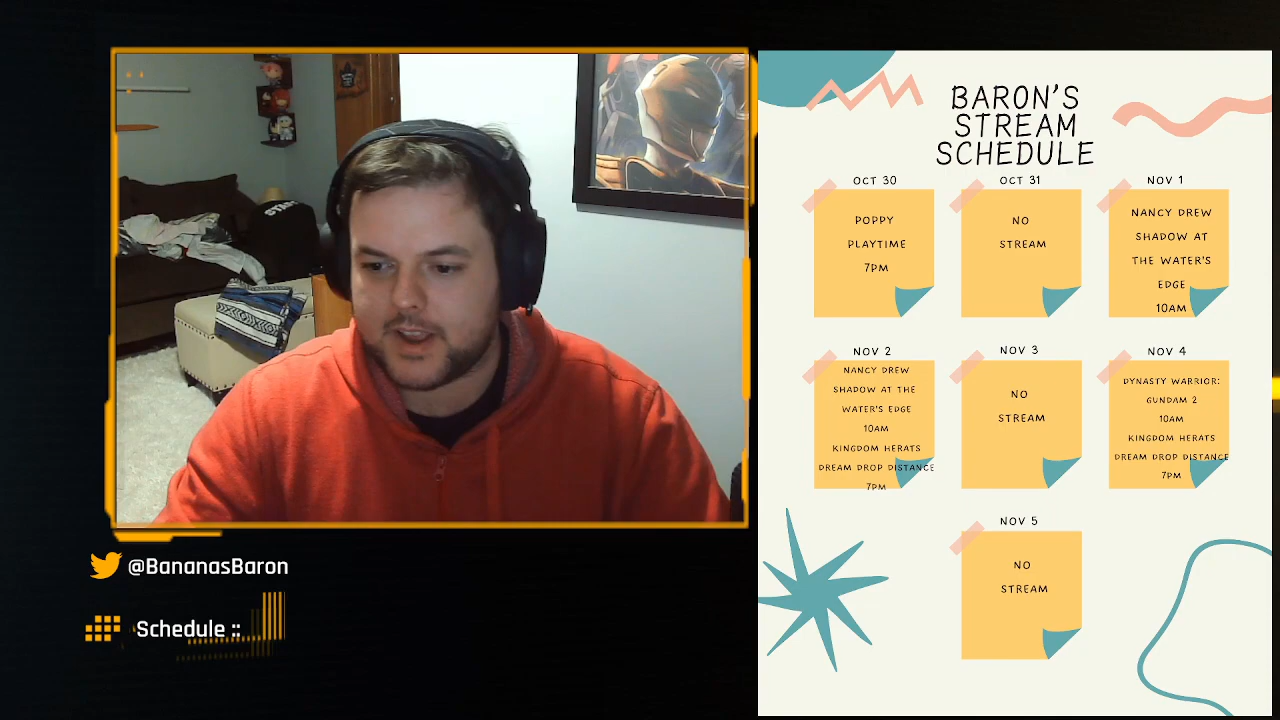 BARON'S
STREAM
SCHEDULE
OCT 30
POPPY
PLAYTIME
7PM
OCT 31
NO
STREAM
NOV 1
NANCY DREW
SHADOW AT
THE WATER'S
EDGE
10AM
NOV 2
NANCY DREW
SHADOW AT THE
WATER'S EDGE
10AM
KINGDOM HERATS
DREAM DROP DISTANCE
7PM
NOV 3
NO
STREAM
NOV 4
DYNASTY WARRIOR:
GUNDAM 2
10AM
KINGDOM HERATS
DREAM DROP DISTANCE
7PM
NOV 5
NO
STREAM
@BananasBaron
Schedule ::